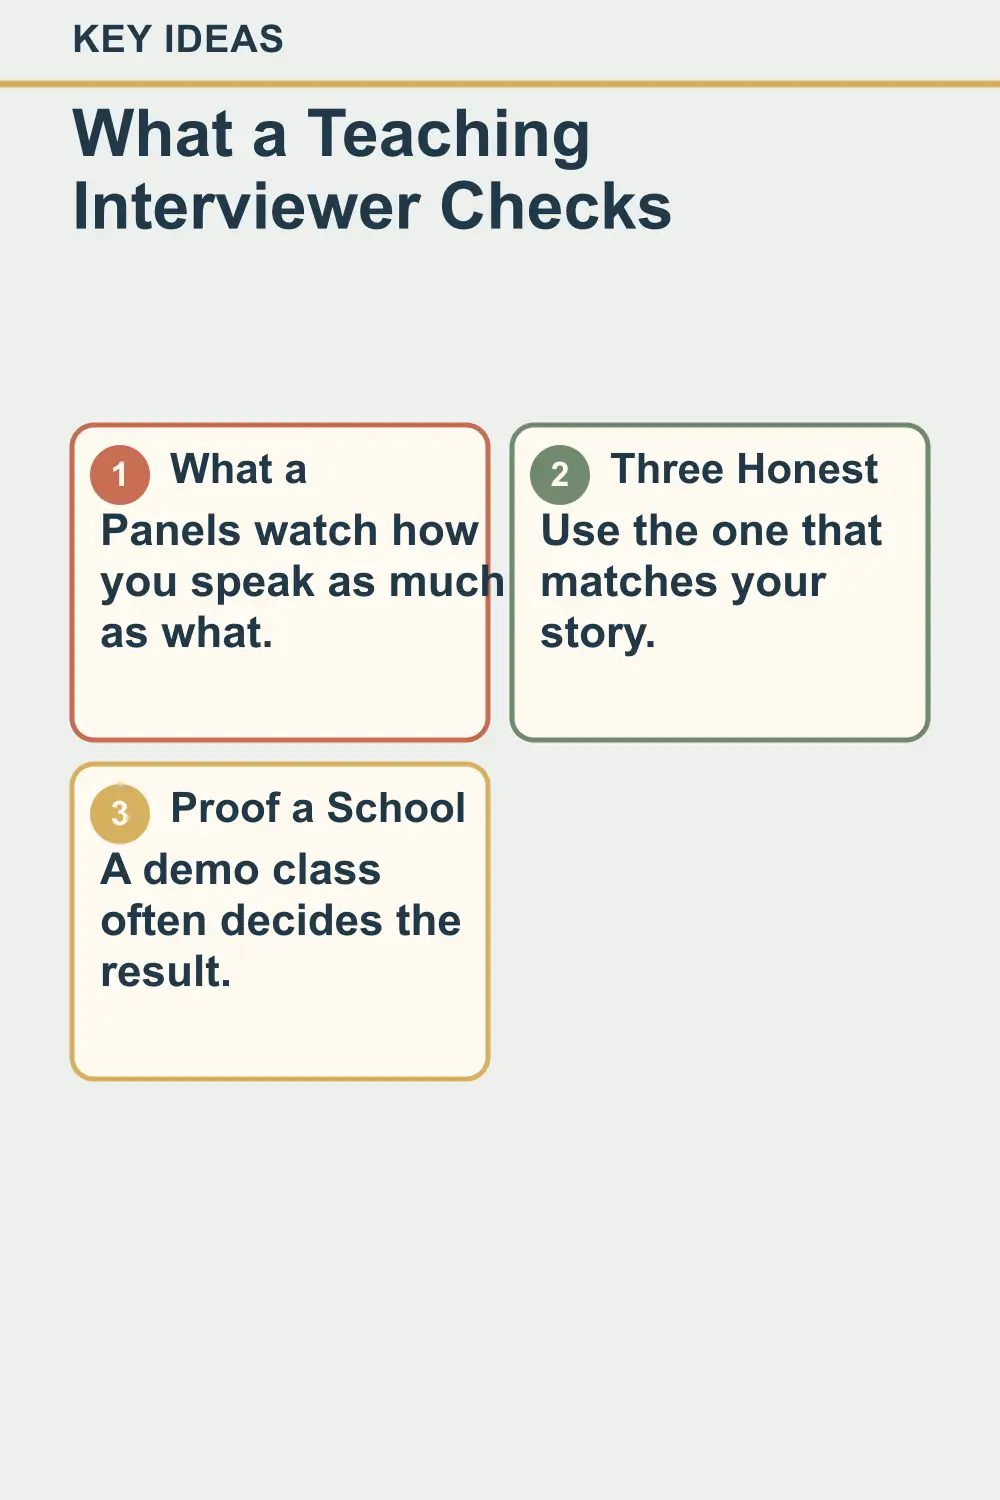 KEY IDEAS
What a Teaching
Interviewer Checks
1
What a
Panels watch how
you speak as much
as what.
2
Three Honest
Use the one that
matches your
story.
3
Proof a School
A demo class
often decides the
result.